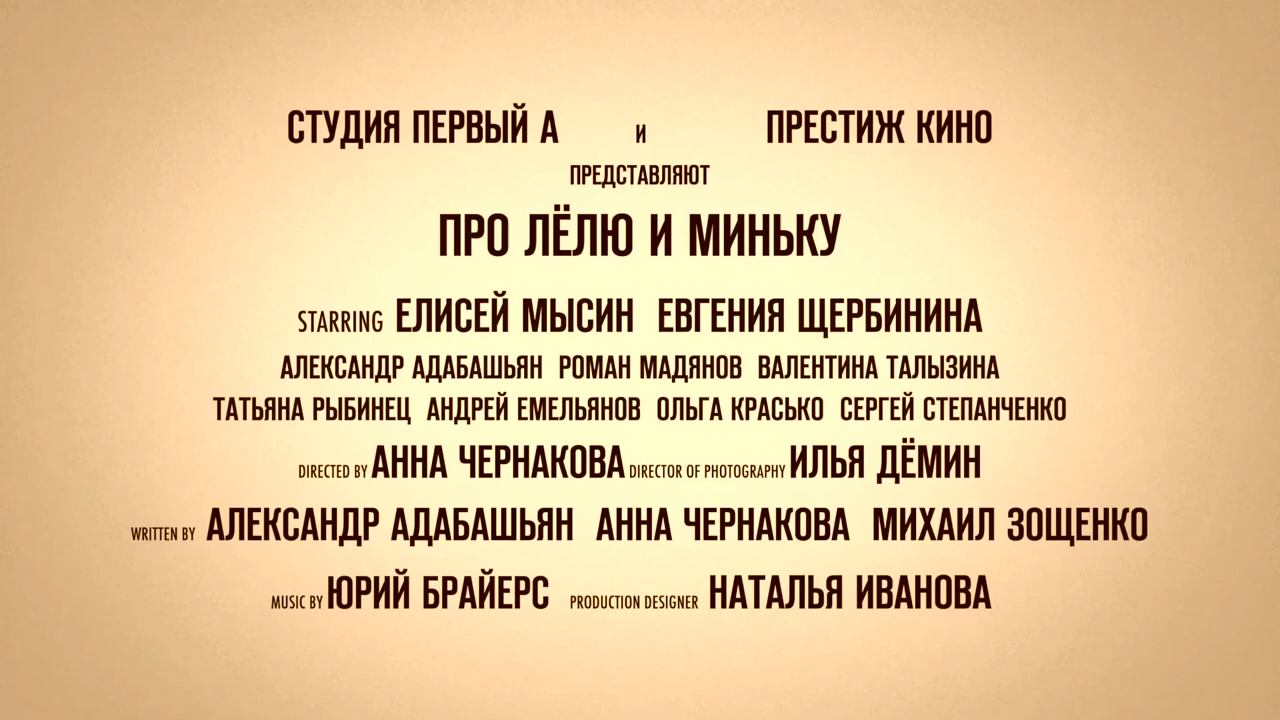 СТУДИЯ ПЕРВЫЙ А И ПРЕСТИЖ КИНО
ПРЕДСТАВЛЯЮТ
ПРО ЛЁЛЮ И МИНЬКУ
STARRING ЕЛИСЕЙ МЫСИН ЕВГЕНИЯ ЩЕРБИНИНА
АЛЕКСАНДР АДАБАШЬЯН РОМАН МАДЯНОВ ВАЛЕНТИНА ТАЛЫЗИНА
ТАТЬЯНА РЫБИНЕЦ АНДРЕЙ ЕМЕЛЬЯНОВ ОЛЬГА КРАСЬКО СЕРГЕЙ СТЕПАНЧЕНКО
DIRECTED BY АННА ЧЕРНАКОВА DIRECTOR OF PHOTOGRAPHY ИЛЬЯ ДЁМИН
WRITTEN BY АЛЕКСАНДР АДАБАШЬЯН АННА ЧЕРНАКОВА МИХАИЛ ЗОЩЕНКО
MUSIC BY ЮРИЙ БРАЙЕРС PRODUCTION DESIGNER НАТАЛЬЯ ИВАНОВА